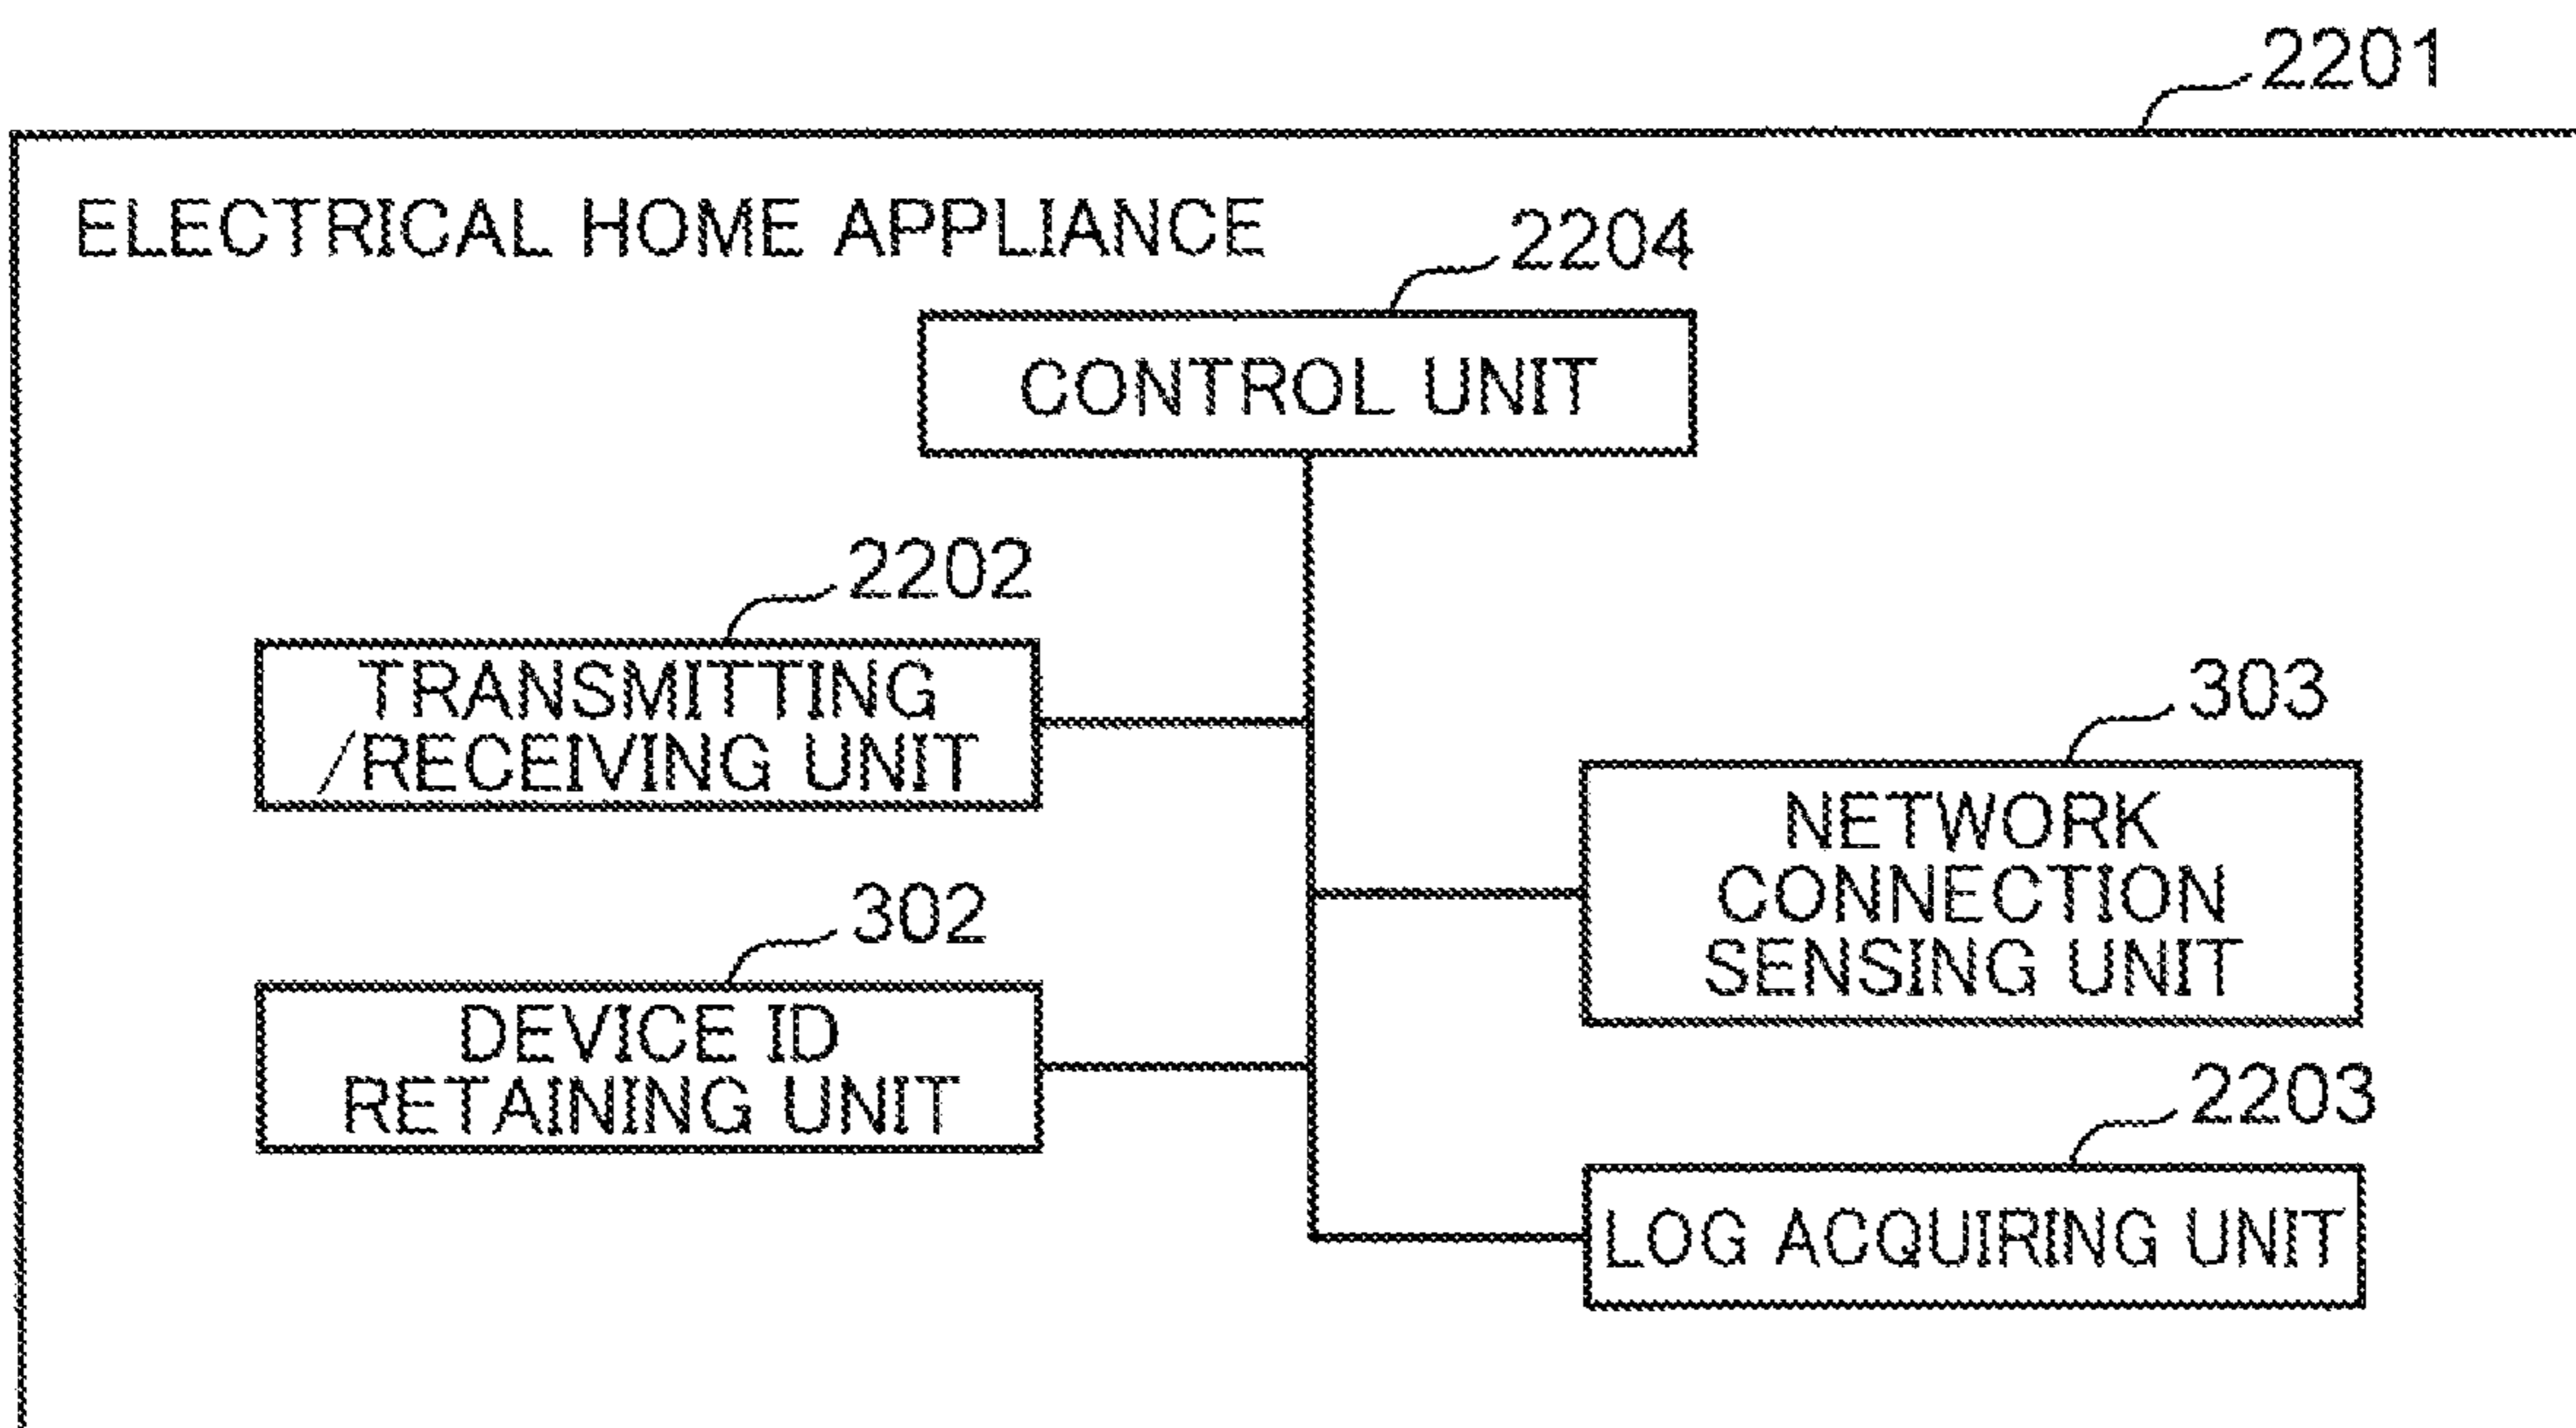 2201
ELECTRICAL HOME APPLIANCE
2204
CONTROL UNIT
2202
TRANSMITTING
/RECEIVING UNIT
303
NETWORK
CONNECTION
SENSING UNIT
302
DEVICE ID
RETAINING UNIT
2203
LOG ACQUIRING UNIT